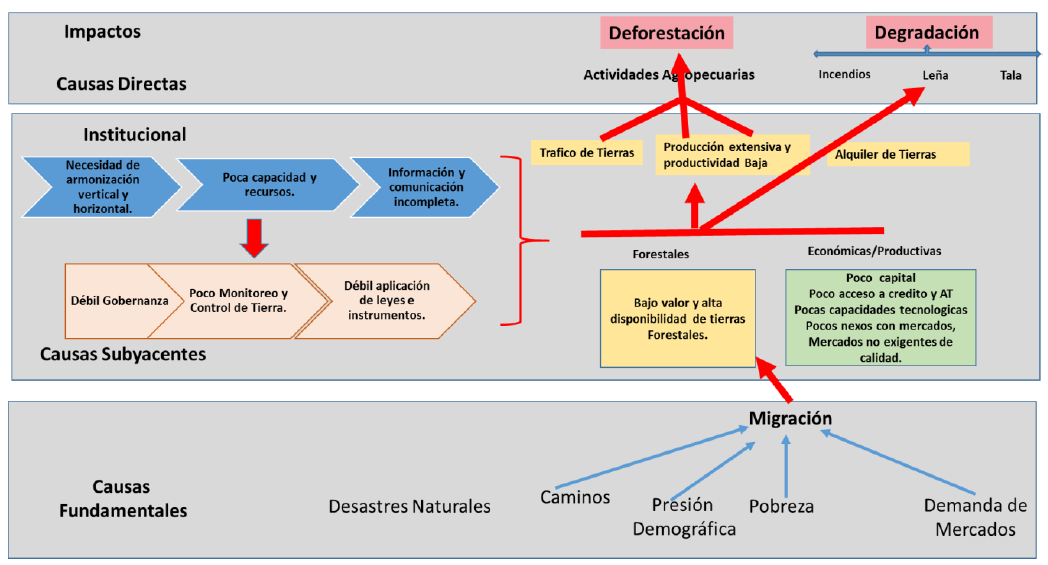 Impactos
Deforestación
Degradación
Causas Directas
Actividades Agropecuarias
Incendios
Leña
Tala
Institucional
Necesidad de
armonización
vertical y
horizontal.
Poca capacidad y
recursos.
Información y
comunicación
incompleta.
Trafico de Tierras
Producción extensiva y
productividad Baja
Alquiler de Tierras
Débil Gobernanza
Poco Monitoreo y
Control de Tierra.
Débil aplicación
de leyes e
instrumentos.
Forestales
Económicas/Productivas
Bajo valor y alta
disponibilidad de tierras
Forestales.
Poco capital
Poco acceso a credito y AT
Pocas capacidades tecnologicas
Pocos nexos con mercados,
Mercados no exigentes de
calidad.
Causas Subyacentes
Migración
Causas
Fundamentales
Desastres Naturales
Caminos
Presión
Demográfica
Pobreza
Demanda de
Mercados